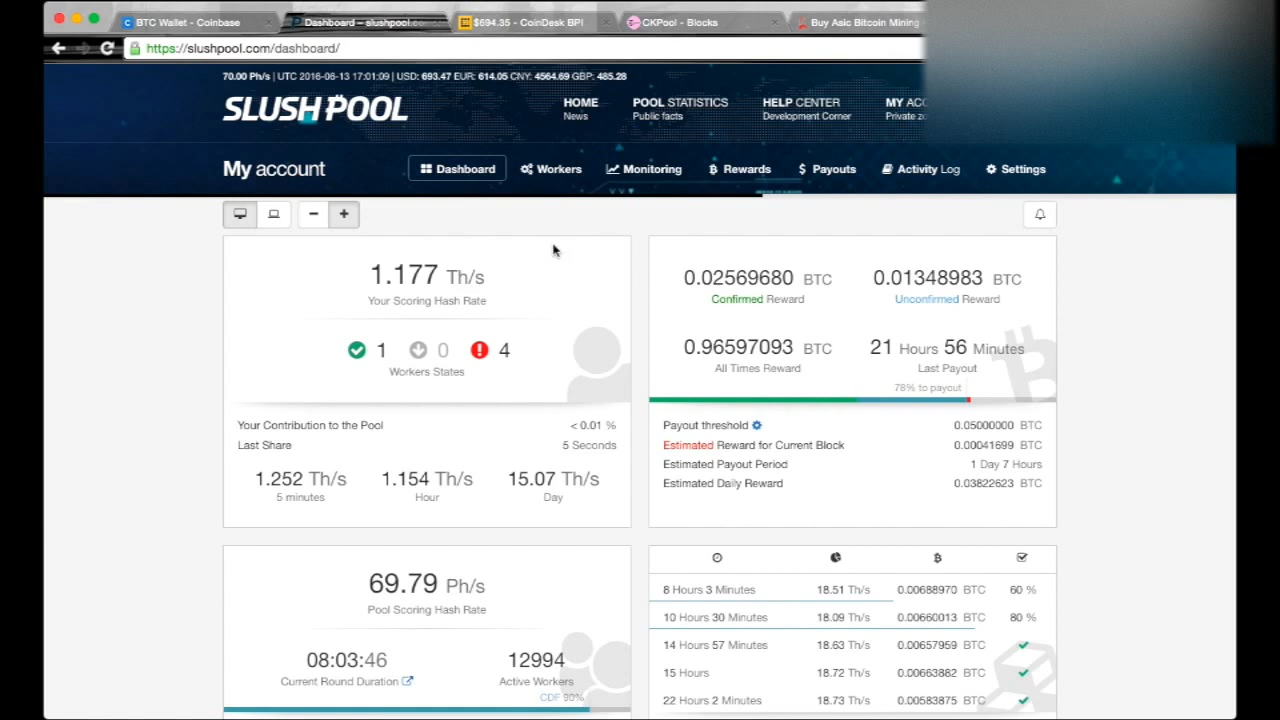 BTC Wallet - Coinbase
Dashboard – slushpool.co
$694.35 - CoinDesk BPI
CKPool - Blocks
Buy Asic Bitcoin Mining
https://slushpool.com/dashboard/
70.00 Ph/s | UTC 2016-06-13 17:01:09 | USD: 693.47 EUR: 614.05 CNY: 4564.69 GBP: 485.28
SLUSH POOL
HOME POOL STATISTICS HELP CENTER MY ACC
News Public facts Development Corner Private zo
My account Dashboard Workers Monitoring Rewards Payouts Activity Log Settings
1.177 Th/s
Your Scoring Hash Rate
1 0 4
Workers States
Your Contribution to the Pool < 0.01 %
Last Share 5 Seconds
1.252 Th/s 1.154 Th/s 15.07 Th/s
5 minutes Hour Day
0.02569680 BTC 0.01348983 BTC
Confirmed Reward Unconfirmed Reward
0.96597093 BTC 21 Hours 56 Minutes
All Times Reward Last Payout
78% to payout
Payout threshold 0.05000000 BTC
Estimated Reward for Current Block 0.00041699 BTC
Estimated Payout Period 1 Day 7 Hours
Estimated Daily Reward 0.03822623 BTC
69.79 Ph/s
Pool Scoring Hash Rate
08:03:46 12994
Current Round Duration Active Workers
CDF 90%
8 Hours 3 Minutes 18.51 Th/s 0.00688970 BTC 60 %
10 Hours 30 Minutes 18.09 Th/s 0.00660013 BTC 80 %
14 Hours 57 Minutes 18.63 Th/s 0.00657959 BTC
15 Hours 18.72 Th/s 0.00663882 BTC
22 Hours 2 Minutes 18.73 Th/s 0.00583875 BTC